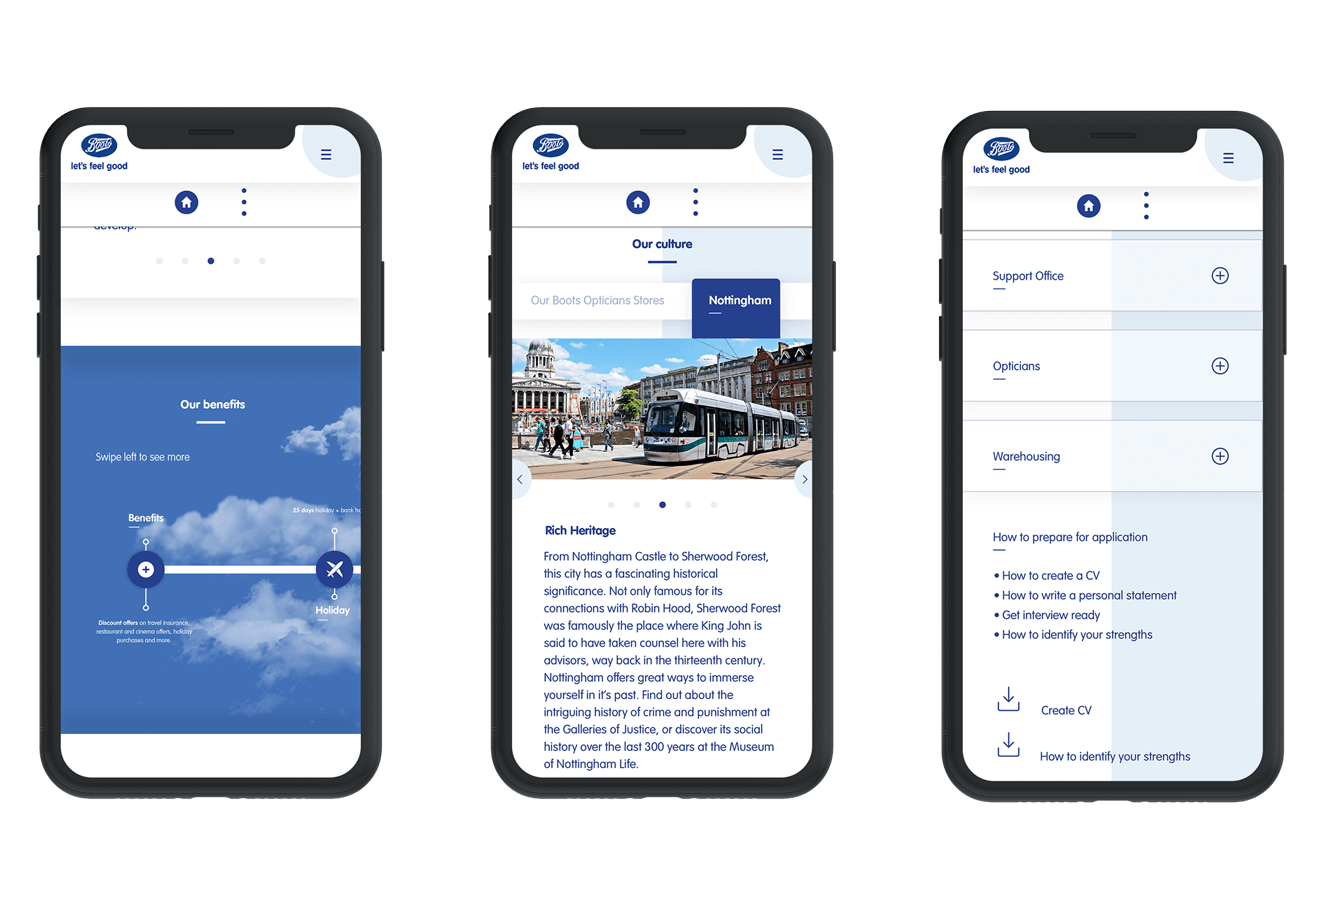 Boots
let's feel good
develop.
Our benefits
Swipe left to see more
Benefits
25 days holiday + bank
Discount offers on travel insurance,
restaurant and cinema offers, holiday
purchases and more.
Holiday
Boots
let's feel good
Our culture
Our Boots Opticians Stores
Nottingham
Rich Heritage
From Nottingham Castle to Sherwood Forest,
this city has a fascinating historical
significance. Not only famous for its
connections with Robin Hood, Sherwood Forest
was famously the place where King John is
said to have taken counsel here with his
advisors, way back in the thirteenth century.
Nottingham offers great ways to immerse
yourself in it's past. Find out about the
intriguing history of crime and punishment at
the Galleries of Justice, or discover its social
history over the last 300 years at the Museum
of Nottingham Life.
Boots
let's feel good
Support Office
Opticians
Warehousing
How to prepare for application
• How to create a CV
• How to write a personal statement
• Get interview ready
• How to identify your strengths
Create CV
How to identify your strengths